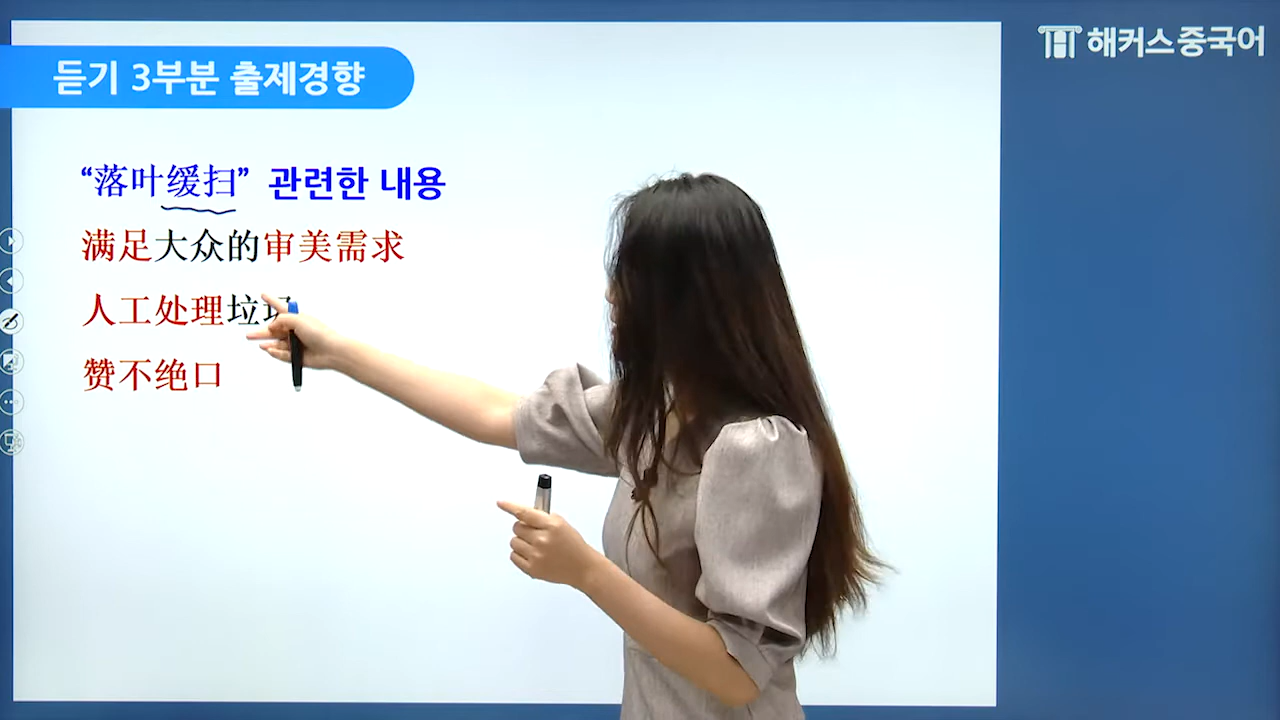 해커스중국어
듣기 3부분 출제경향
“落叶缓扫” 관련한 내용
满足大众的审美需求
人工处理垃
赞不绝口